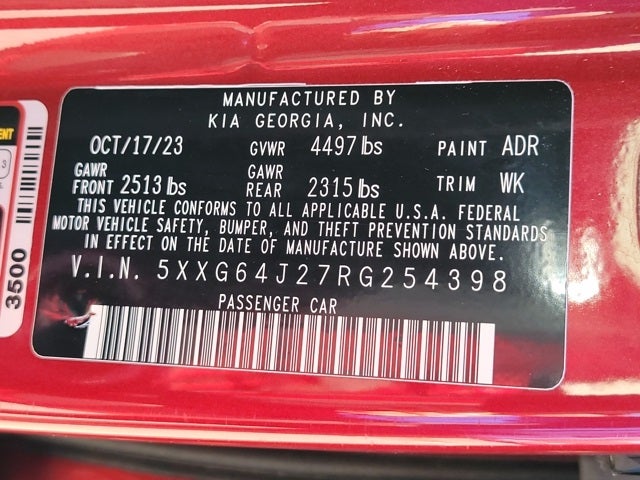 MANUFACTURED BY
KIA GEORGIA, INC.
OCT/17/23 GVWR 4497 lbs PAINT ADR
GAWR FRONT 2513 lbs GAWR REAR 2315 lbs TRIM WK
THIS VEHICLE CONFORMS TO ALL APPLICABLE U.S.A. FEDERAL
MOTOR VEHICLE SAFETY, BUMPER, AND THEFT PREVENTION STANDARDS
IN EFFECT ON THE DATE OF MANUFACTURE SHOWN ABOVE.
V.I.N. 5XXG64J27RG254398
PASSENGER CAR
3500